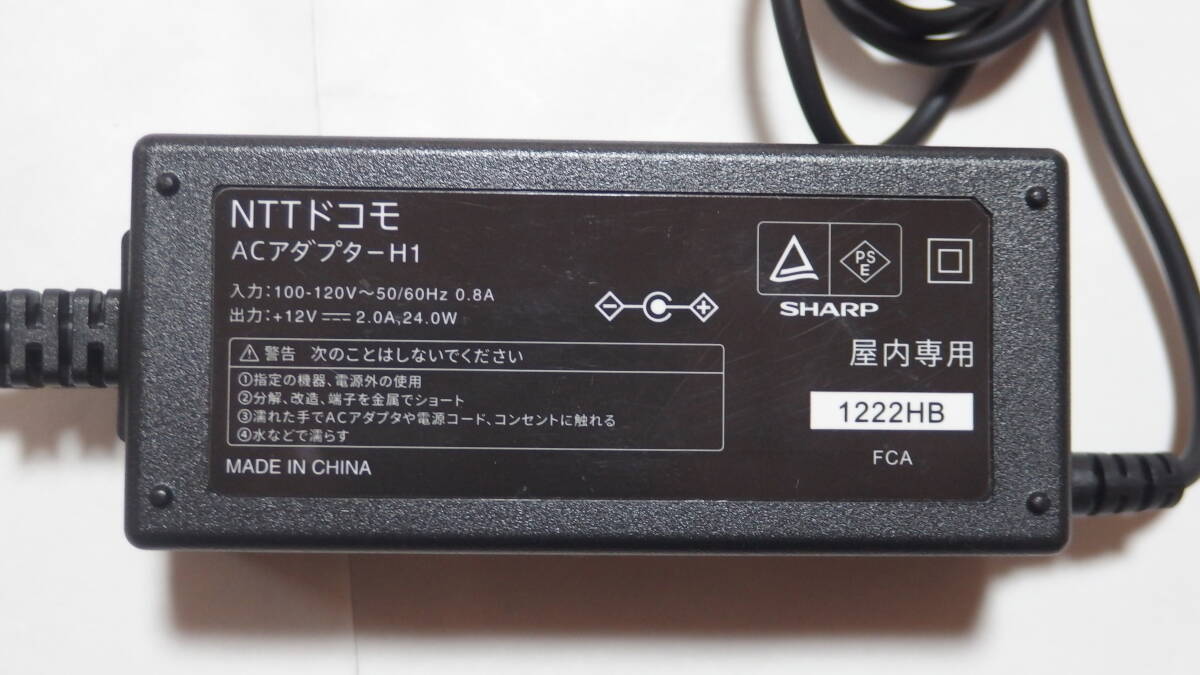 NTTドコモ
ACアダプターH1
入力:100-120V～50/60Hz 0.8A
出力:+12V⎓2.0A,24.0W
警告 次のことはしないでください
①指定の機器、電源外の使用
②分解、改造、端子を金属でショート
③濡れた手でACアダプタや電源コード、コンセントに触れる
④水などで濡らす
MADE IN CHINA
PS
E
SHARP
屋内専用
1222HB
FCA